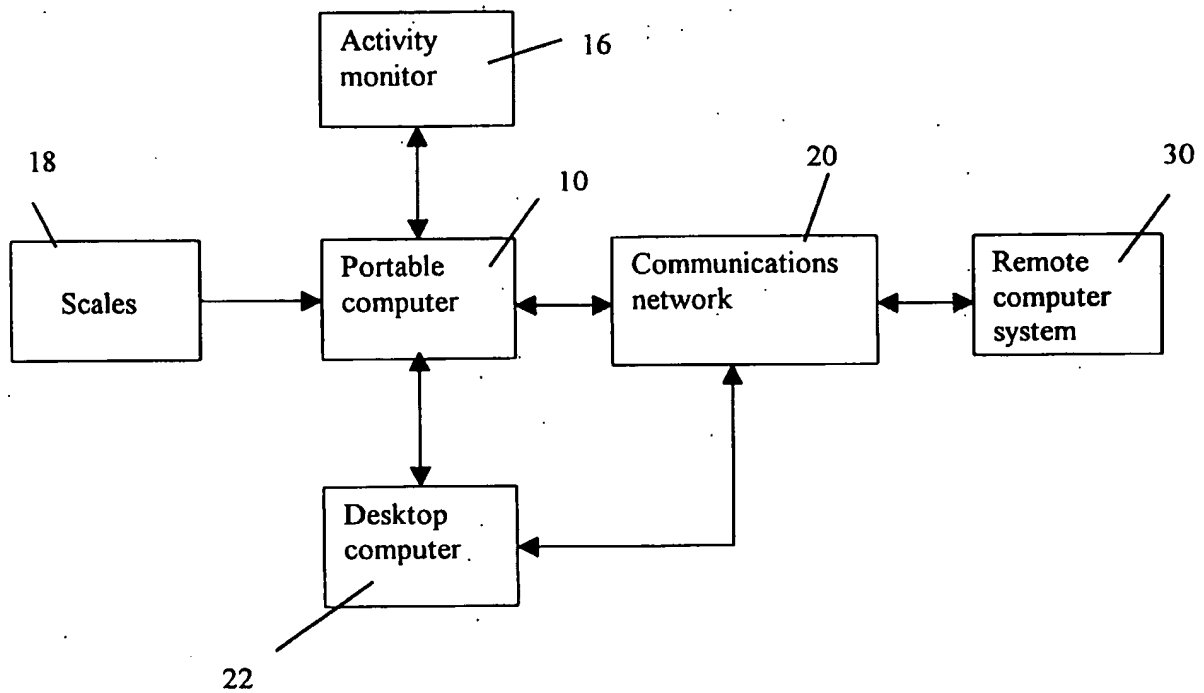 Activity
monitor
16
18
10
20
30
Scales
Portable
computer
Communications
network
Remote
computer
system
Desktop
computer
22